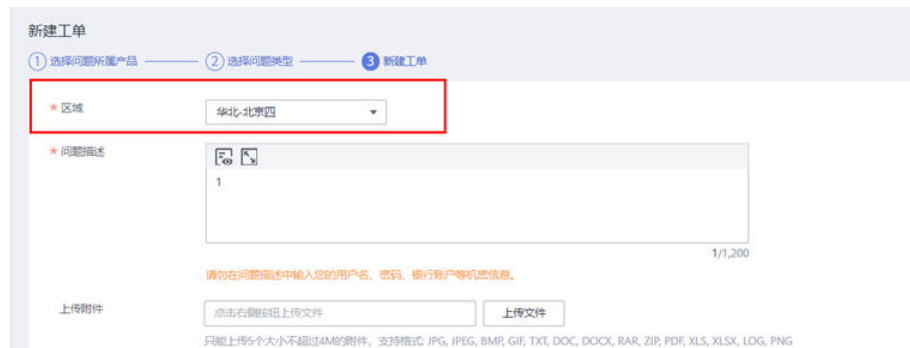 新建工单
1 选择问题所属产品 2 选择问题类型 3 新建工单
* 区域 华北-北京四
* 问题描述
1
1/1,200
请勿在问题描述中输入您的用户名、密码、银行账户等机密信息。
上传附件 点击右侧按钮上传文件 上传文件
只能上传5个大小不超过4M的附件，支持格式: JPG, JPEG, BMP, GIF, TXT, DOC, DOCX, RAR, ZIP, PDF, XLS, XLSX, LOG, PNG